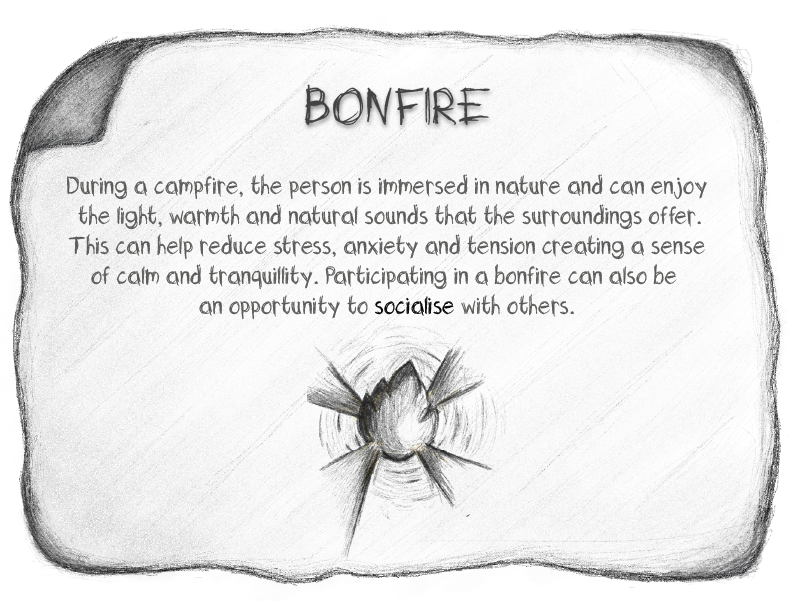 BONFIRE
During a campfire, the person is immersed in nature and can enjoy
the light, warmth and natural sounds that the surroundings offer.
This can help reduce stress, anxiety and tension creating a sense
of calm and tranquillity. Participating in a bonfire can also be
an opportunity to socialise with others.